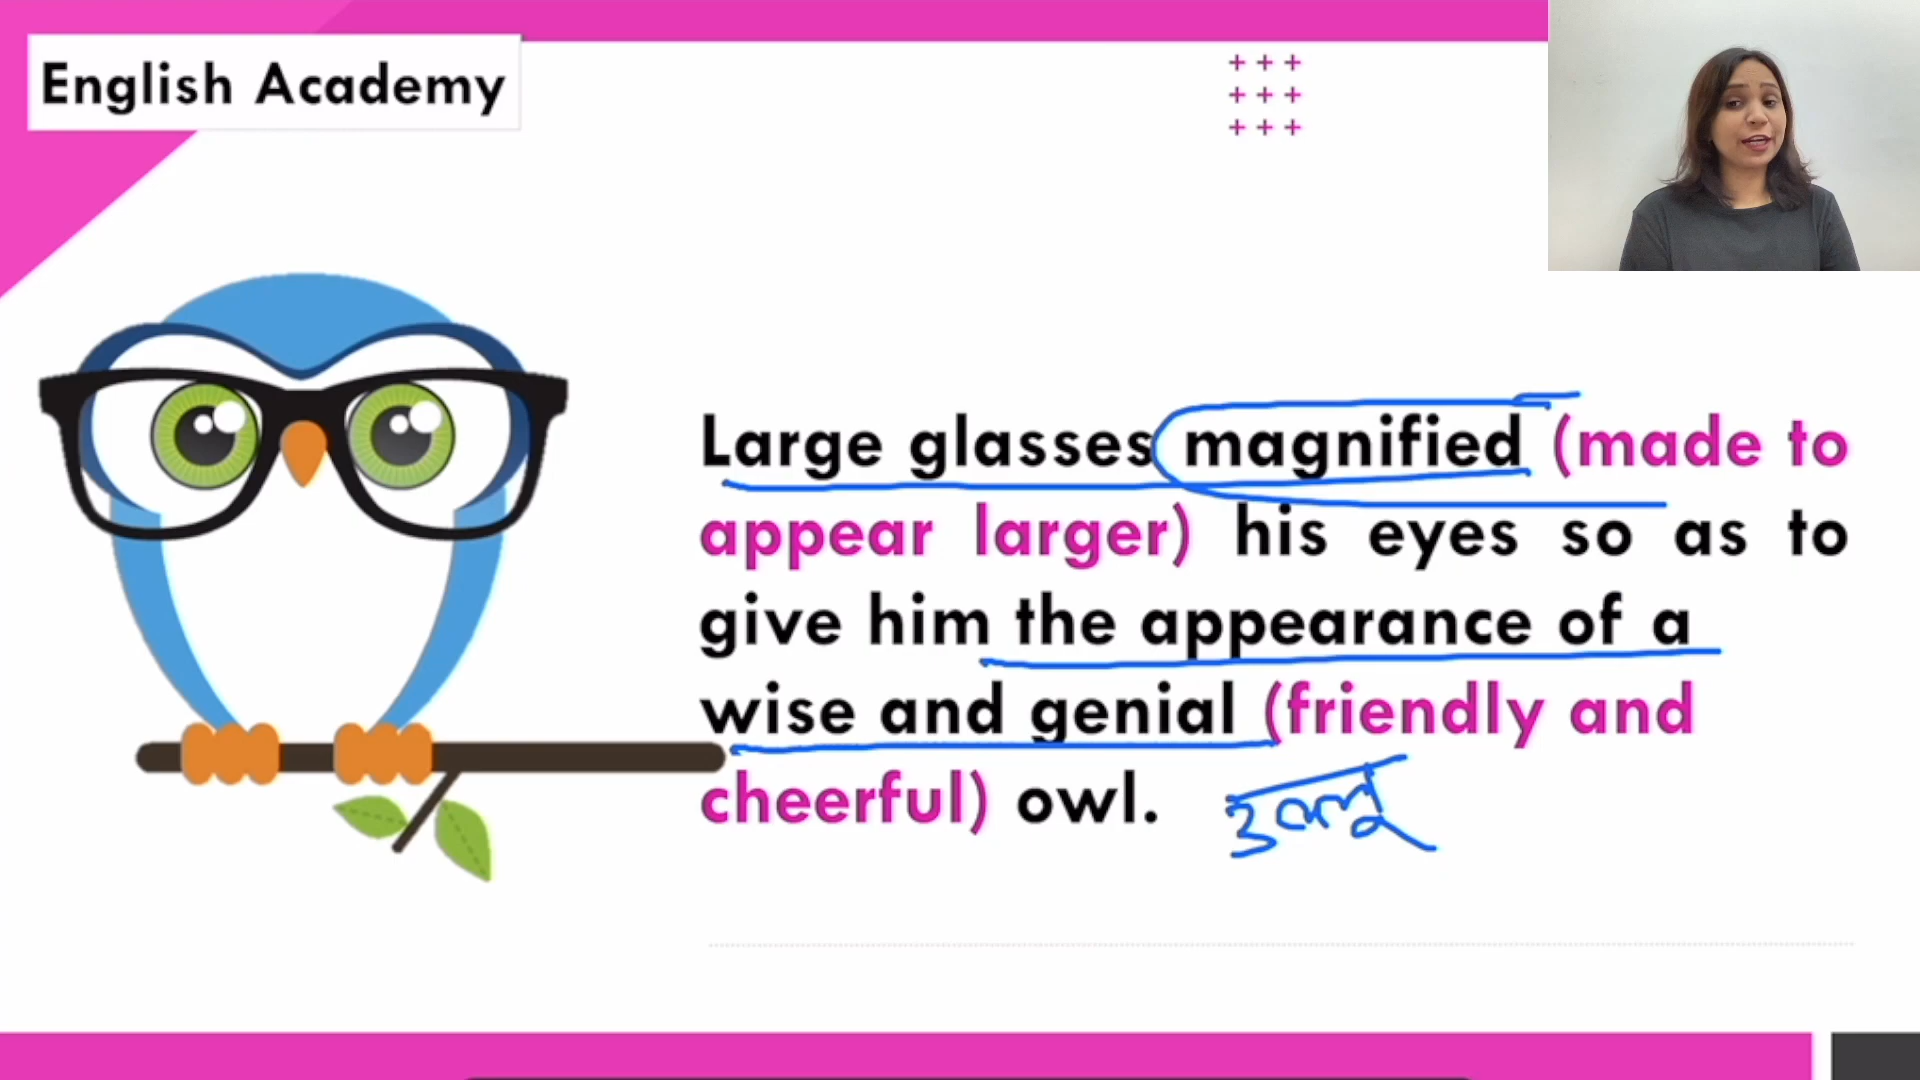 English Academy
Large glasses magnified (made to
appear larger) his eyes so as to
give him the appearance of a
wise and genial (friendly and
cheerful) owl. उल्लू